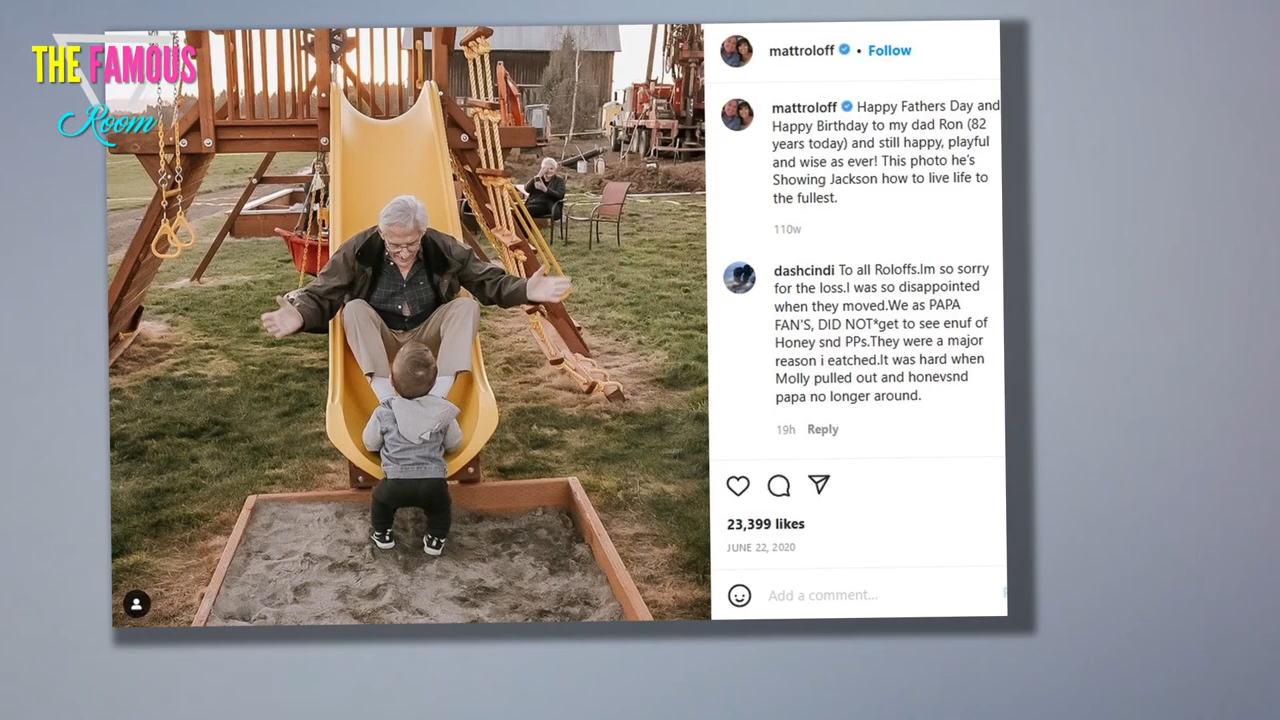 THE FAMOUS
Room
mattroloff • Follow
mattroloff Happy Fathers Day and
Happy Birthday to my dad Ron (82
years today) and still happy, playful
and wise as ever! This photo he's
Showing Jackson how to live life to
the fullest.
110w
dashcindi To all Roloffs.Im so sorry
for the loss.I was so disappointed
when they moved.We as PAPA
FAN'S, DID NOT*get to see enuf of
Honey snd PPs.They were a major
reason i eatched.It was hard when
Molly pulled out and honevsnd
papa no longer around.
19h Reply
23,399 likes
JUNE 22, 2020
Add a comment...